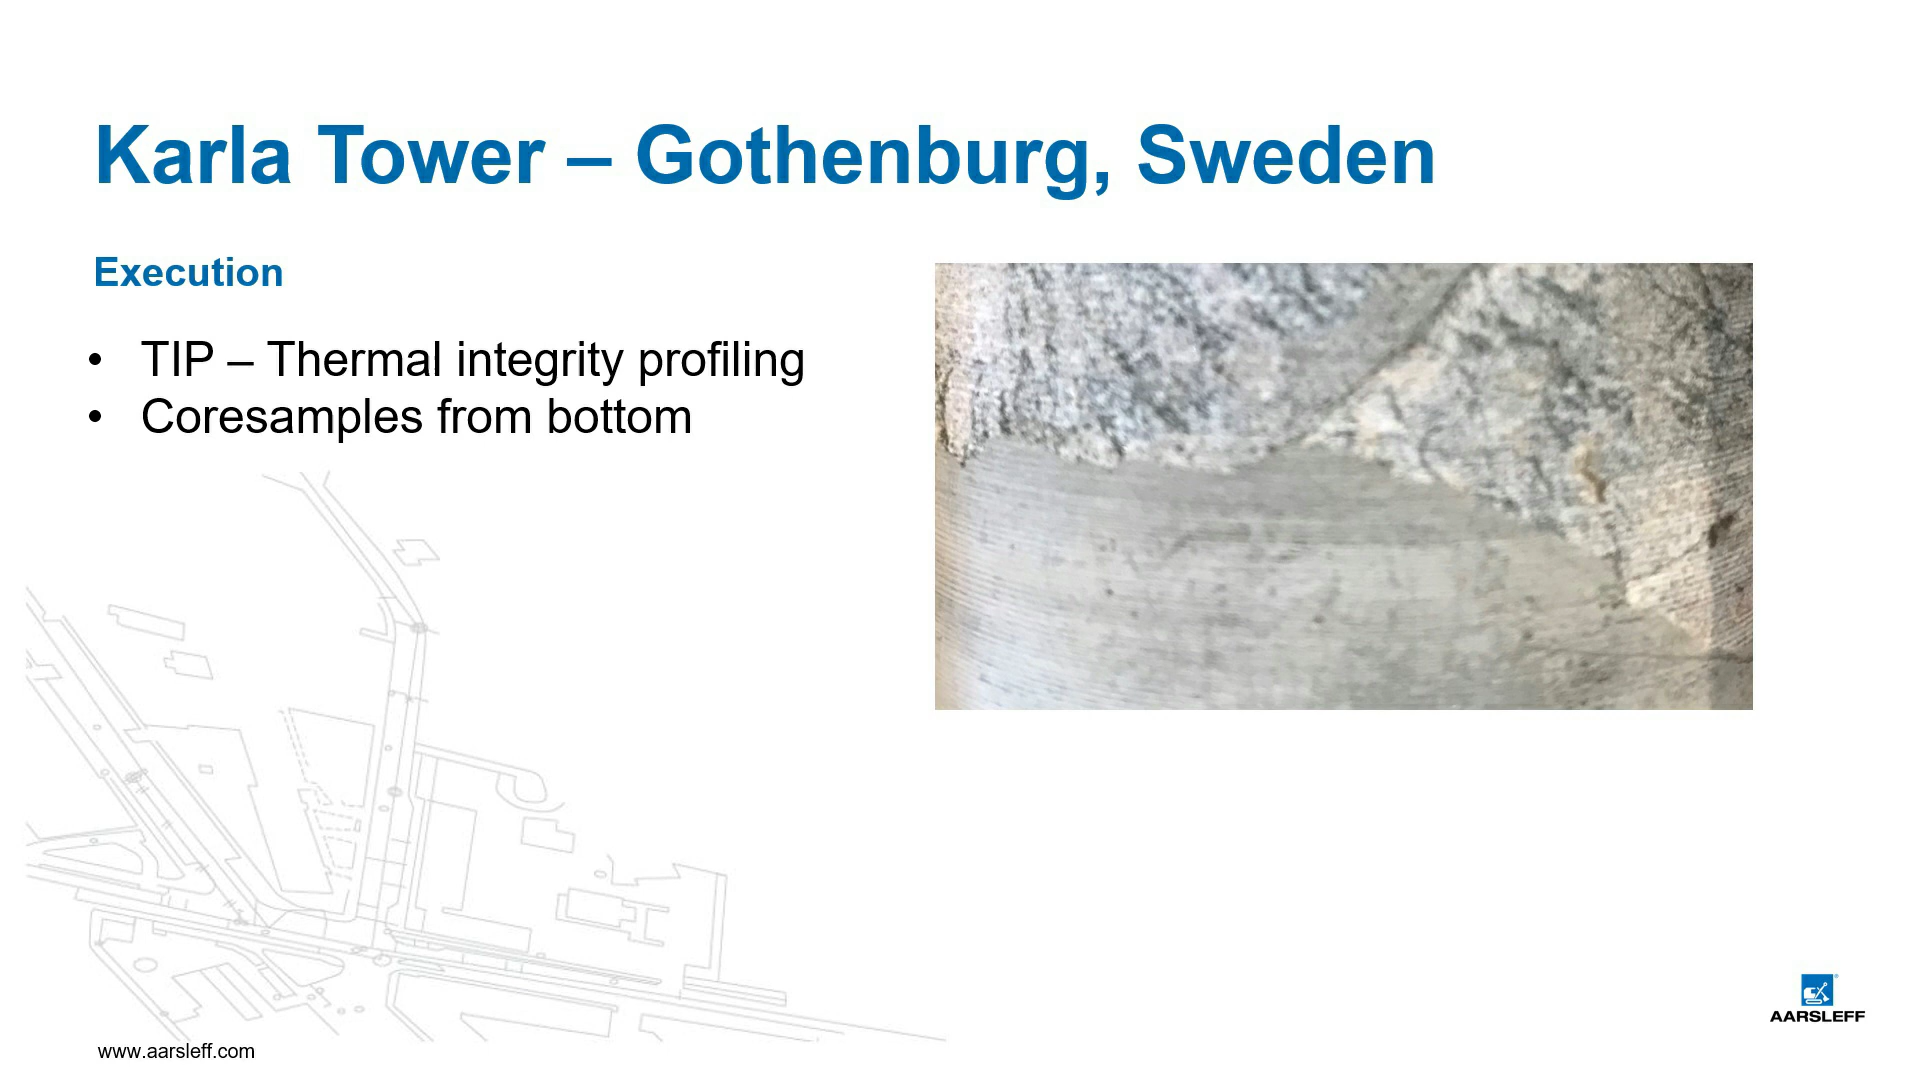 Karla Tower – Gothenburg, Sweden
Execution
• TIP – Thermal integrity profiling
• Coresamples from bottom
www.aarsleff.com
AARSLEFF